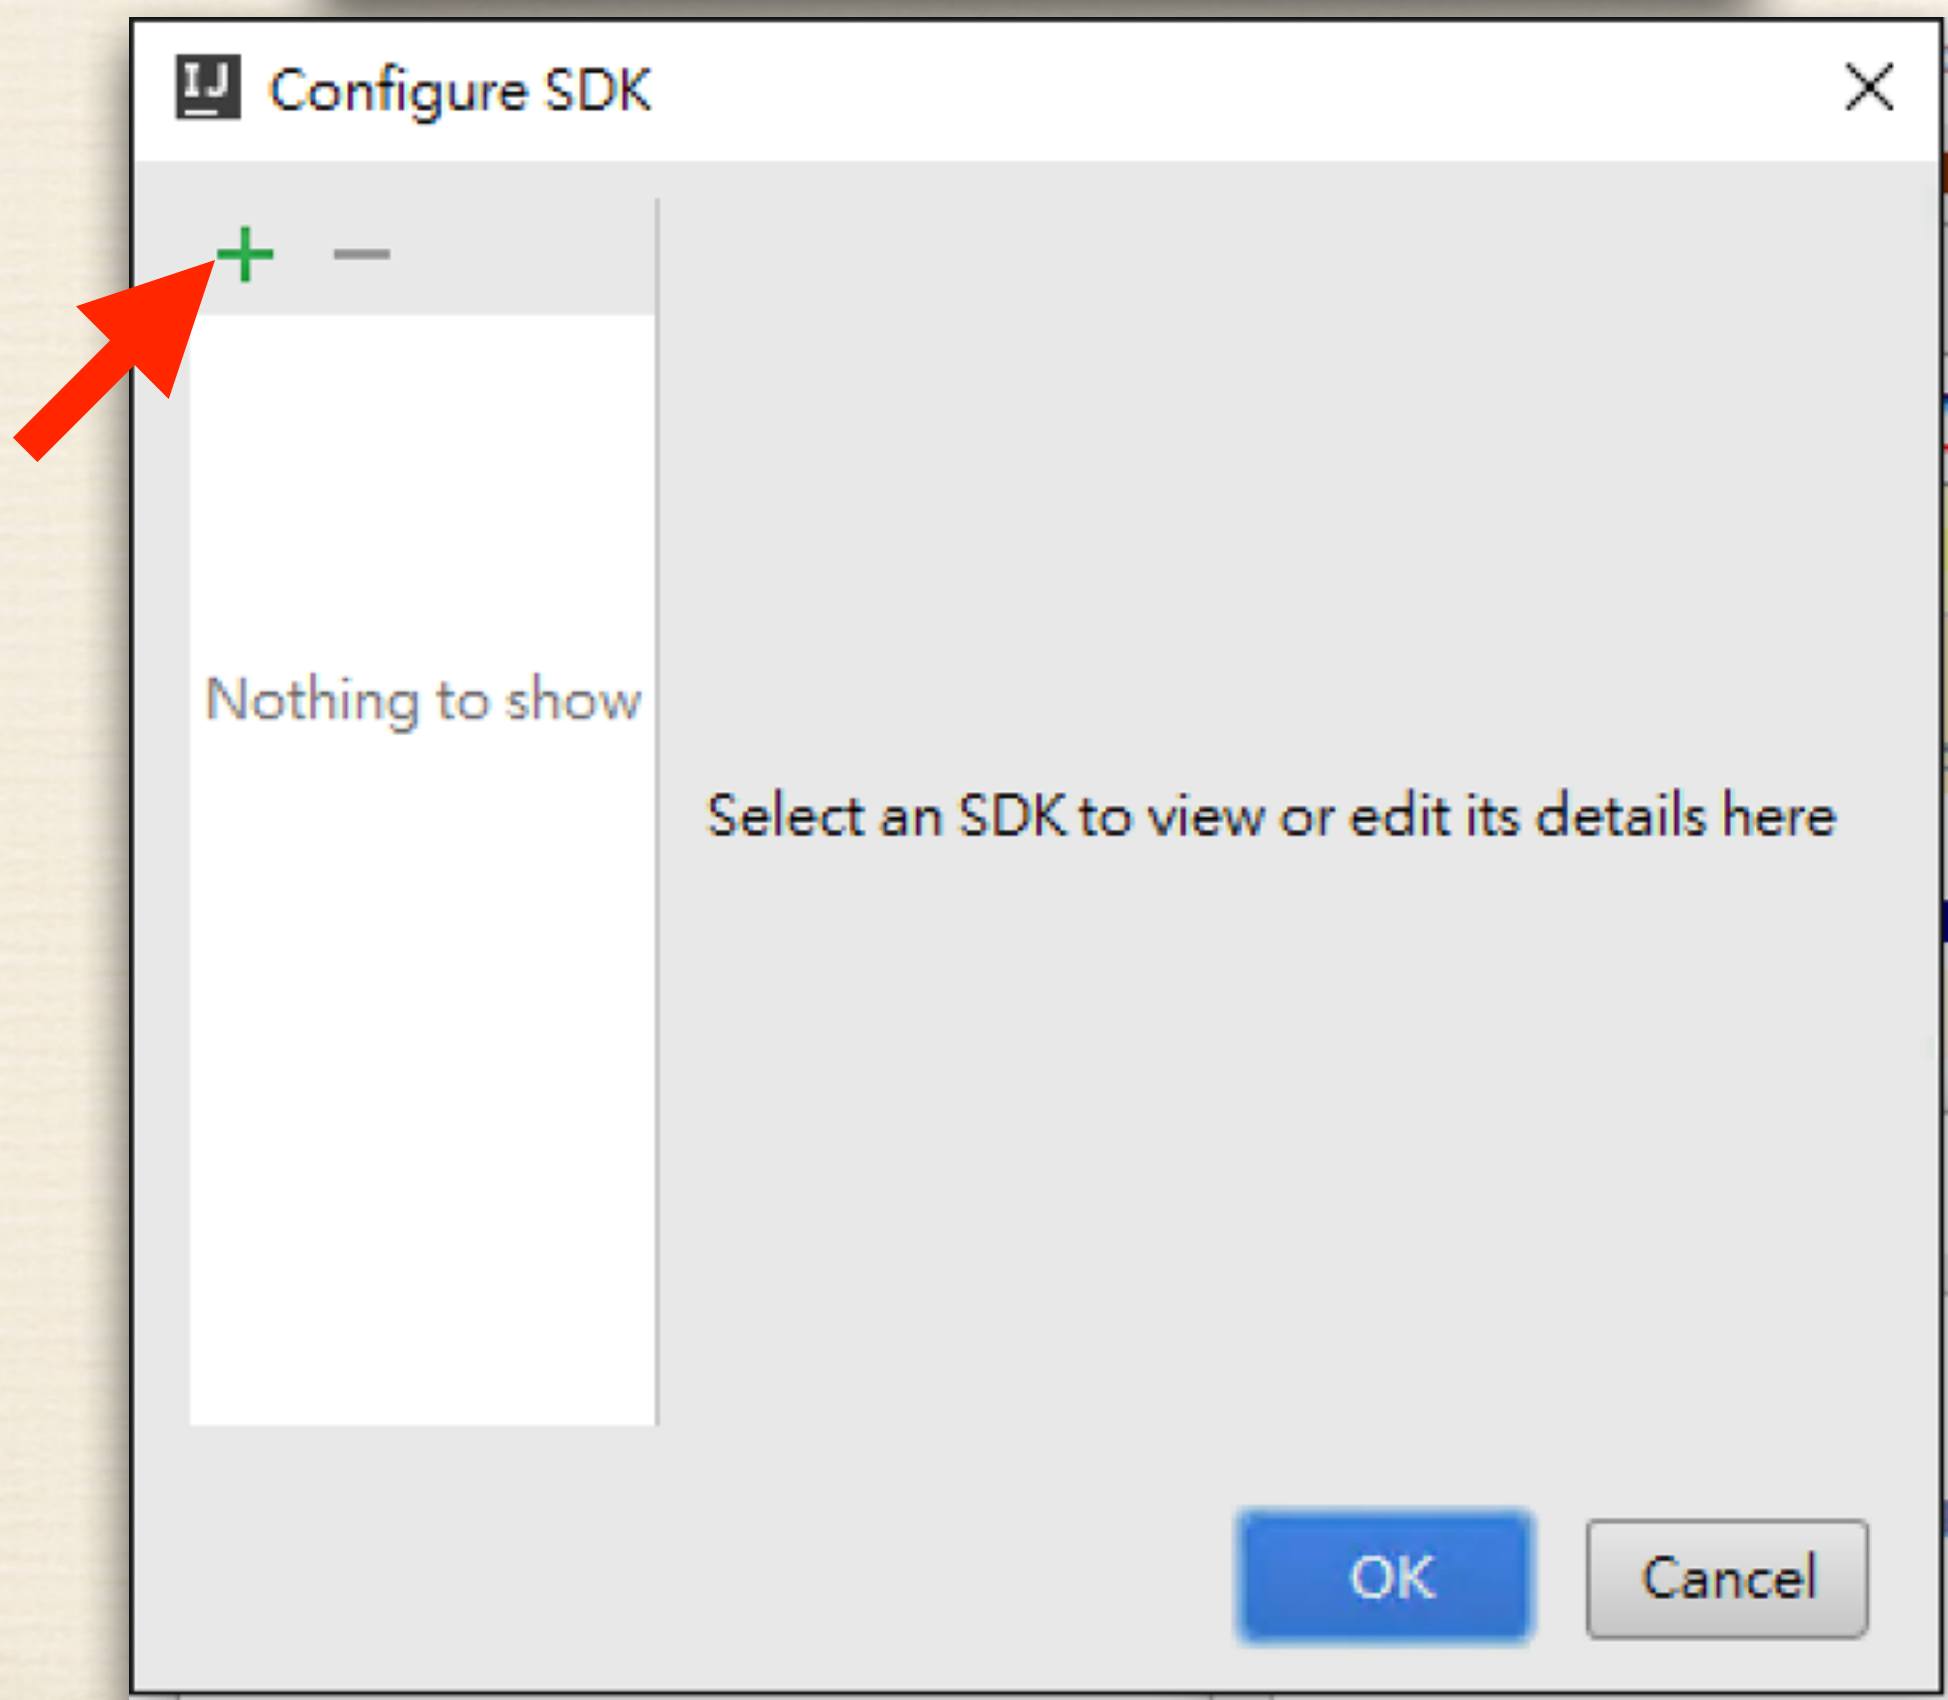 IJ Configure SDK
Nothing to show
Select an SDK to view or edit its details here
OK Cancel